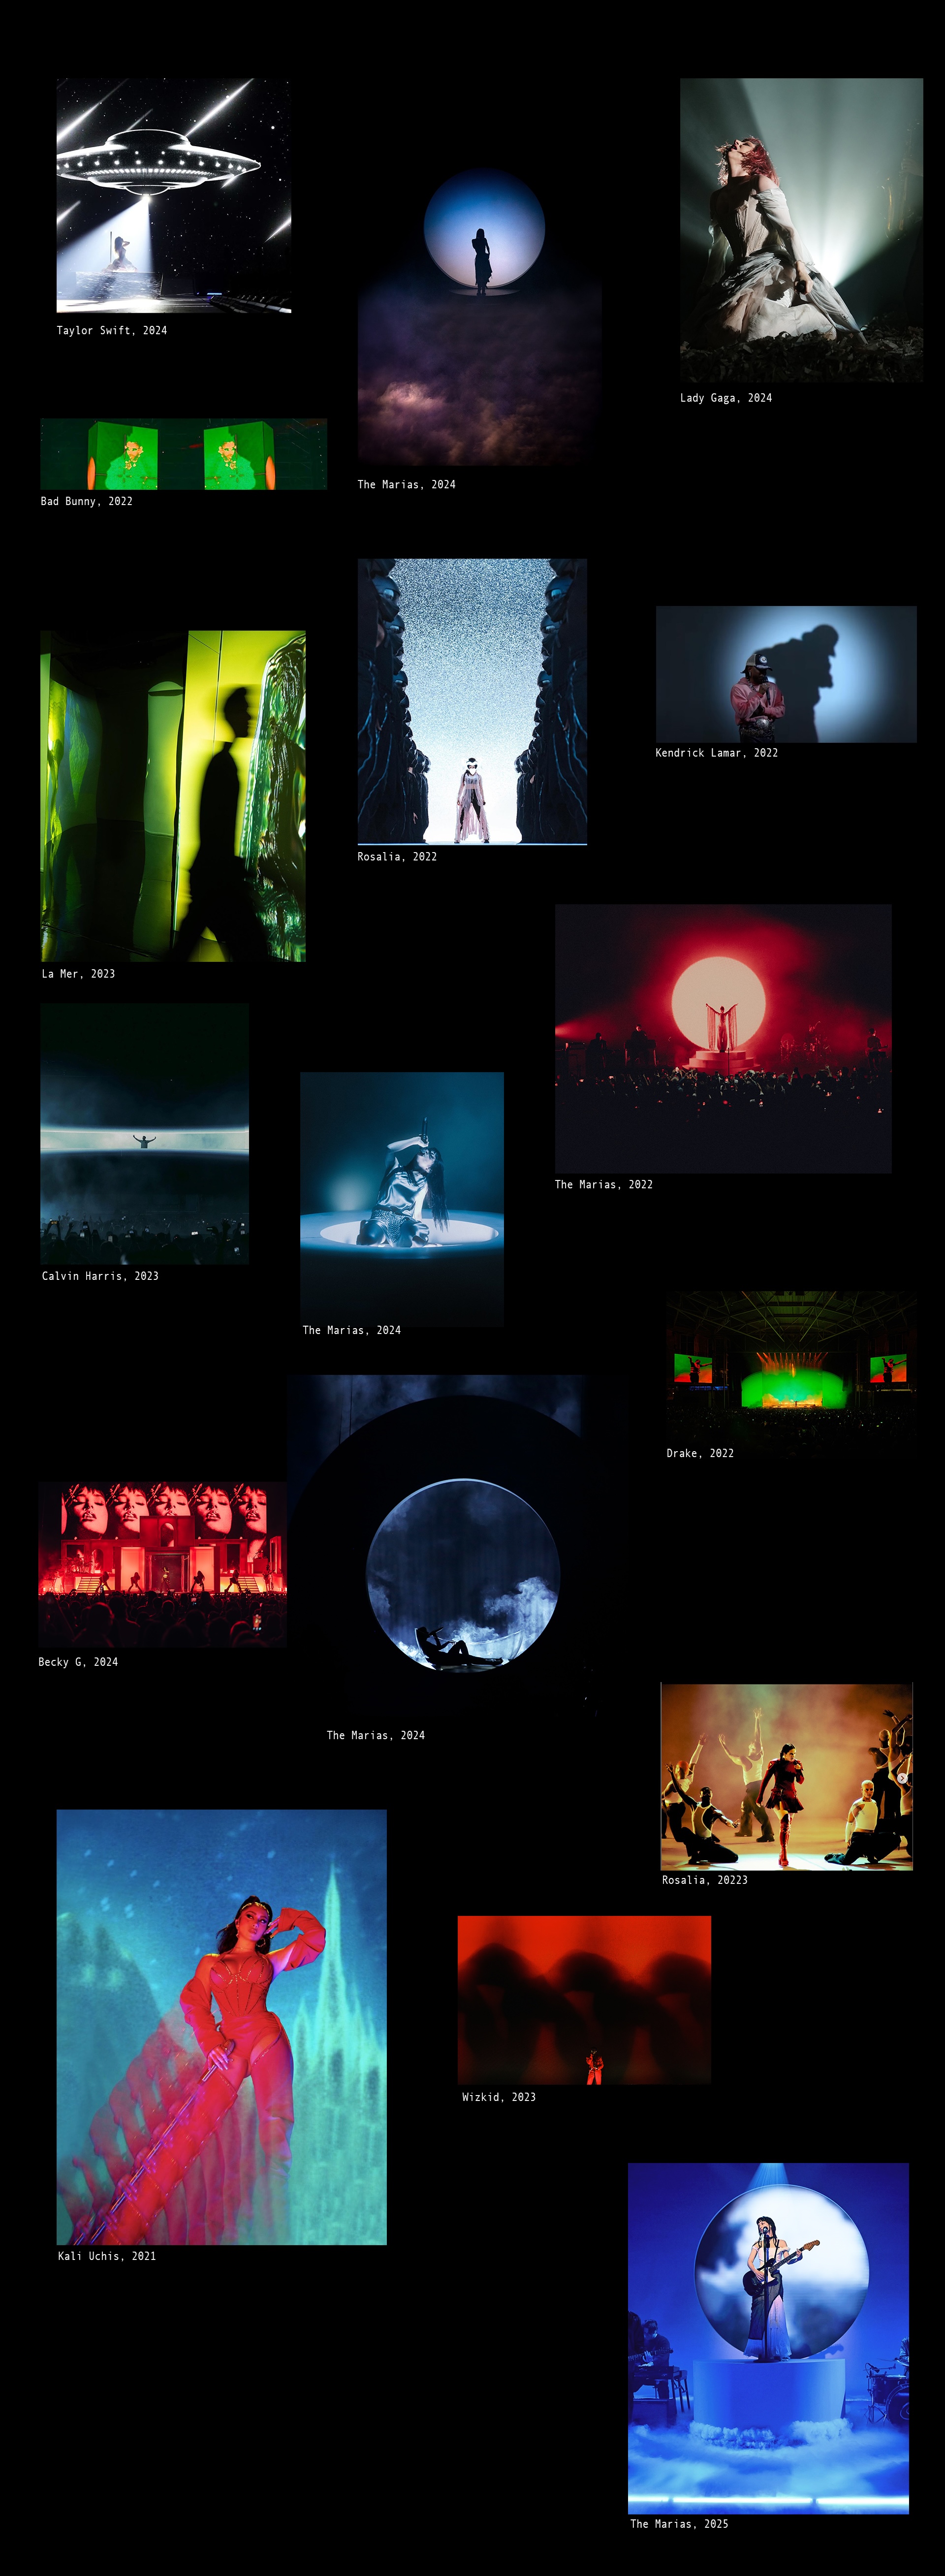 Taylor Swift, 2024
Lady Gaga, 2024
The Marias, 2024
Bad Bunny, 2022
Kendrick Lamar, 2022
Rosalia, 2022
La Mer, 2023
The Marias, 2022
Calvin Harris, 2023
The Marias, 2024
Drake, 2022
Becky G, 2024
The Marias, 2024
Rosalia, 20223
Wizkid, 2023
Kali Uchis, 2021
The Marias, 2025